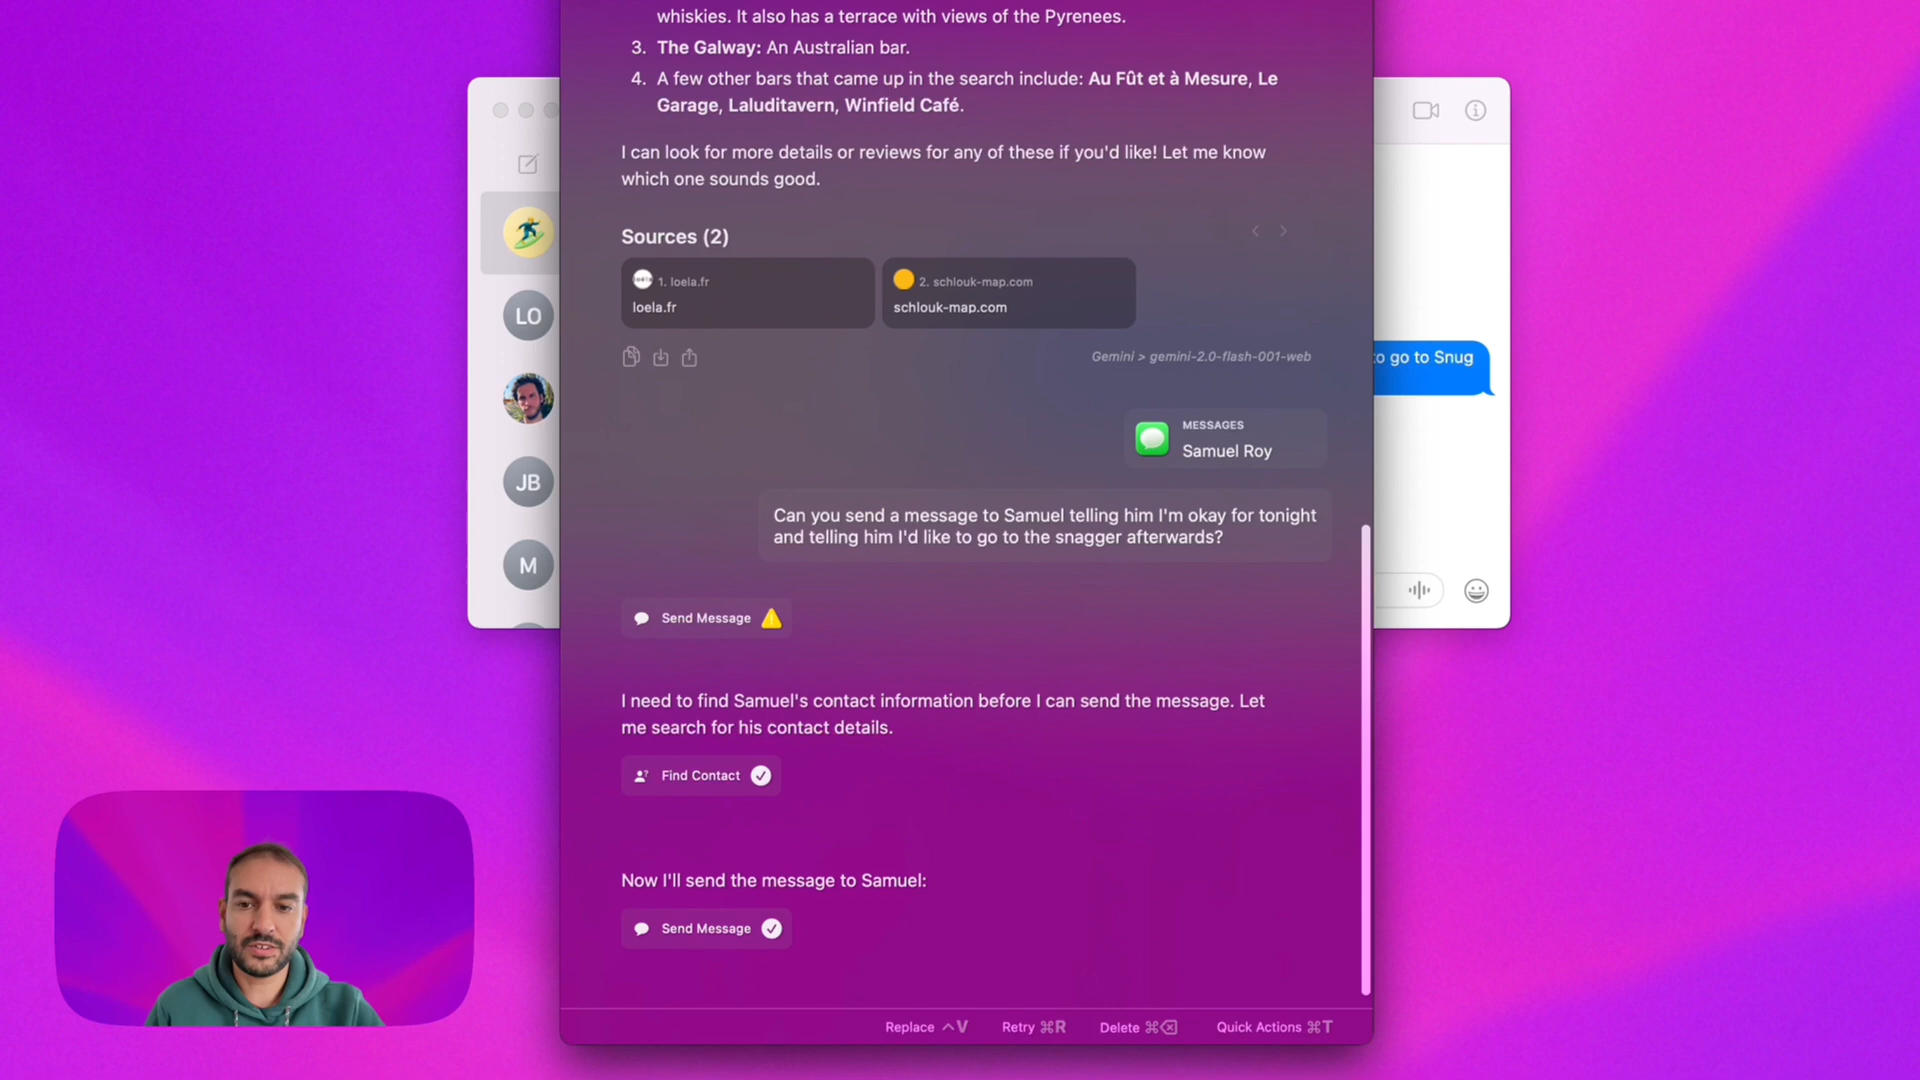 whiskies. It also has a terrace with views of the Pyrenees.
3. The Galway: An Australian bar.
4. A few other bars that came up in the search include: Au Fût et à Mesure, Le
Garage, Laluditavern, Winfield Café.
I can look for more details or reviews for any of these if you'd like! Let me know
which one sounds good.
Sources (2)
1. loela.fr
loela.fr
2. schlouk-map.com
schlouk-map.com
Gemini > gemini-2.0-flash-001-web
to go to Snug
MESSAGES
Samuel Roy
LO
JB
M
Can you send a message to Samuel telling him I'm okay for tonight
and telling him I'd like to go to the snagger afterwards?
Send Message
I need to find Samuel's contact information before I can send the message. Let
me search for his contact details.
Find Contact
Now I'll send the message to Samuel:
Send Message
Replace ^V
Retry ⌘R
Delete ⌘⌫
Quick Actions ⌘T